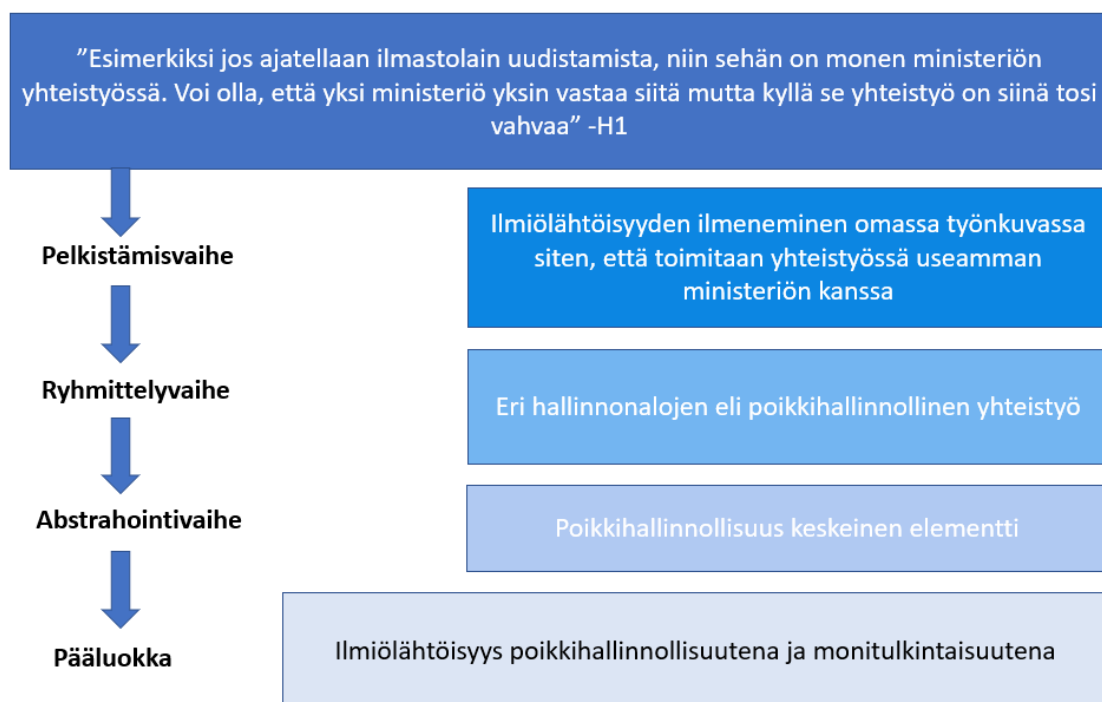 ”Esimerkiksi jos ajatellaan ilmastolain uudistamista, niin sehän on monen ministeriön
yhteistyössä. Voi olla, että yksi ministeriö yksin vastaa siitä mutta kyllä se yhteistyö on siinä tosi
vahvaa” -H1
Pelkistämisvaihe
Ilmiölähtöisyyden ilmeneminen omassa työnkuvassa
siten, että toimitaan yhteistyössä useamman
ministeriön kanssa
Ryhmittelyvaihe
Eri hallinnonalojen eli poikkihallinnollinen yhteistyö
Abstrahointivaihe
Poikkihallinnollisuus keskeinen elementti
Pääluokka
Ilmiölähtöisyys poikkihallinnollisuutena ja monitulkintaisuutena